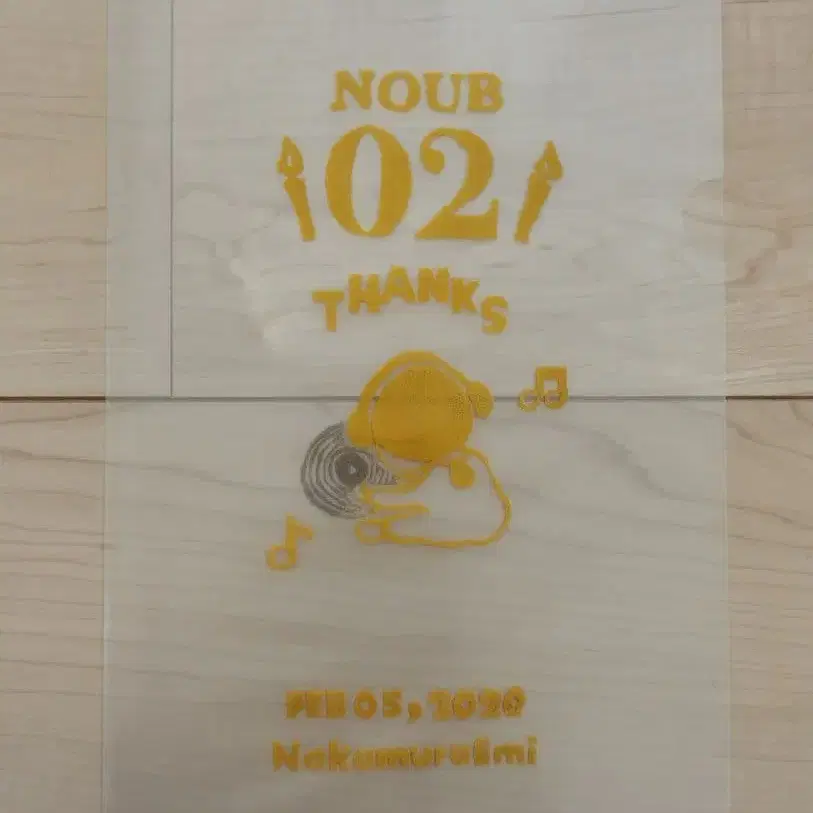 NOUB
02
THANKS
FEB 05, 2020
NakamuraEmi